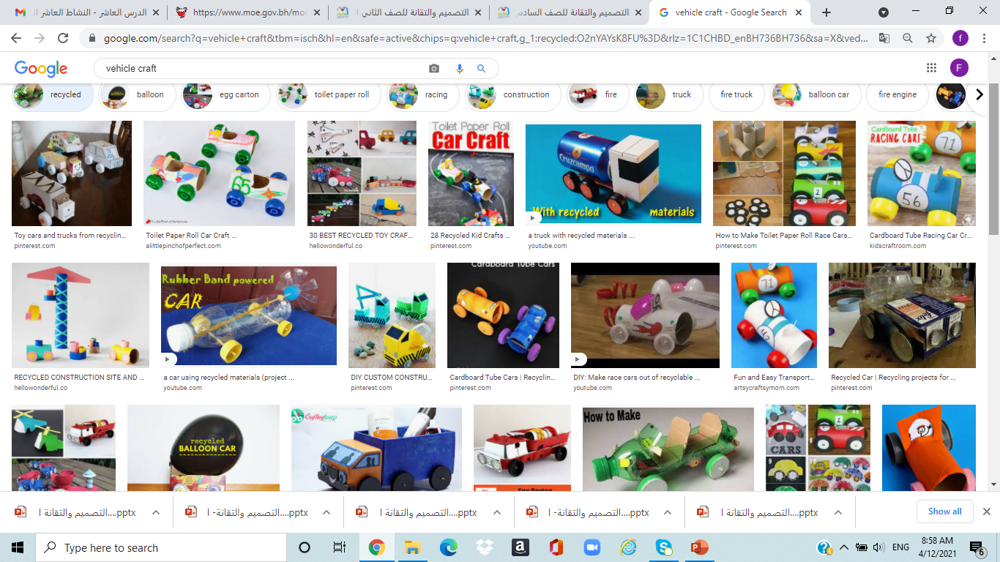 الدرس العاشر - النشاط العاشر ا
https://www.moe.gov.bh/mo
التصميم والتقانة للصف الثاني ا
التصميم والتقانة للصف السادس
vehicle craft - Google Search
google.com/search?q=vehicle+craft&tbm=isch&hl=en&safe=active&chips=q:vehicle+craft,g_1:recycled:O2nYAYsK8FU%3D&rlz=1C1CHBD_enBH736BH736&sa=X&ved...
f
Google
vehicle craft
F
recycled
balloon
egg carton
toilet paper roll
racing
construction
fire
truck
fire truck
balloon car
fire engine
Toilet Paper Roll
Car Craft
Cruzcampo
With recycled materials
2
Cardboard Tube
RACING CARS
71
56
Toy cars and trucks from recyclin...
pinterest.com
Toilet Paper Roll Car Craft ...
alittlepinchofperfect.com
30 BEST RECYCLED TOY CRAF...
hellowonderful.co
28 Recycled Kid Crafts ...
pinterest.com
a truck with recycled materials ...
youtube.com
How to Make Toilet Paper Roll Race Cars...
pinterest.com
Cardboard Tube Racing Car Cr...
kidscraftroom.com
Rubber Band powered
CAR
Cardboard Tube Cars
71
RECYCLED CONSTRUCTION SITE AND ...
hellowonderful.co
a car using recycled materials (project ...
youtube.com
DIY CUSTOM CONSTRU...
pinterest.com
Cardboard Tube Cars | Recyclin...
pinterest.com
DIY: Make race cars out of recyclable ...
youtube.com
Fun and Easy Transport...
artsycraftsymom.com
Recycled Car | Recycling projects for ...
pinterest.com
recycled
BALLOON CAR
How to Make
CARS
2
التصميم والتقانة ا....pptx
التصميم والتقانة- ا....pptx
التصميم والتقانة ا....pptx
التصميم والتقانة- ا....pptx
التصميم والتقانة ا....pptx
Show all
Type here to search
ENG
8:58 AM
4/12/2021
6